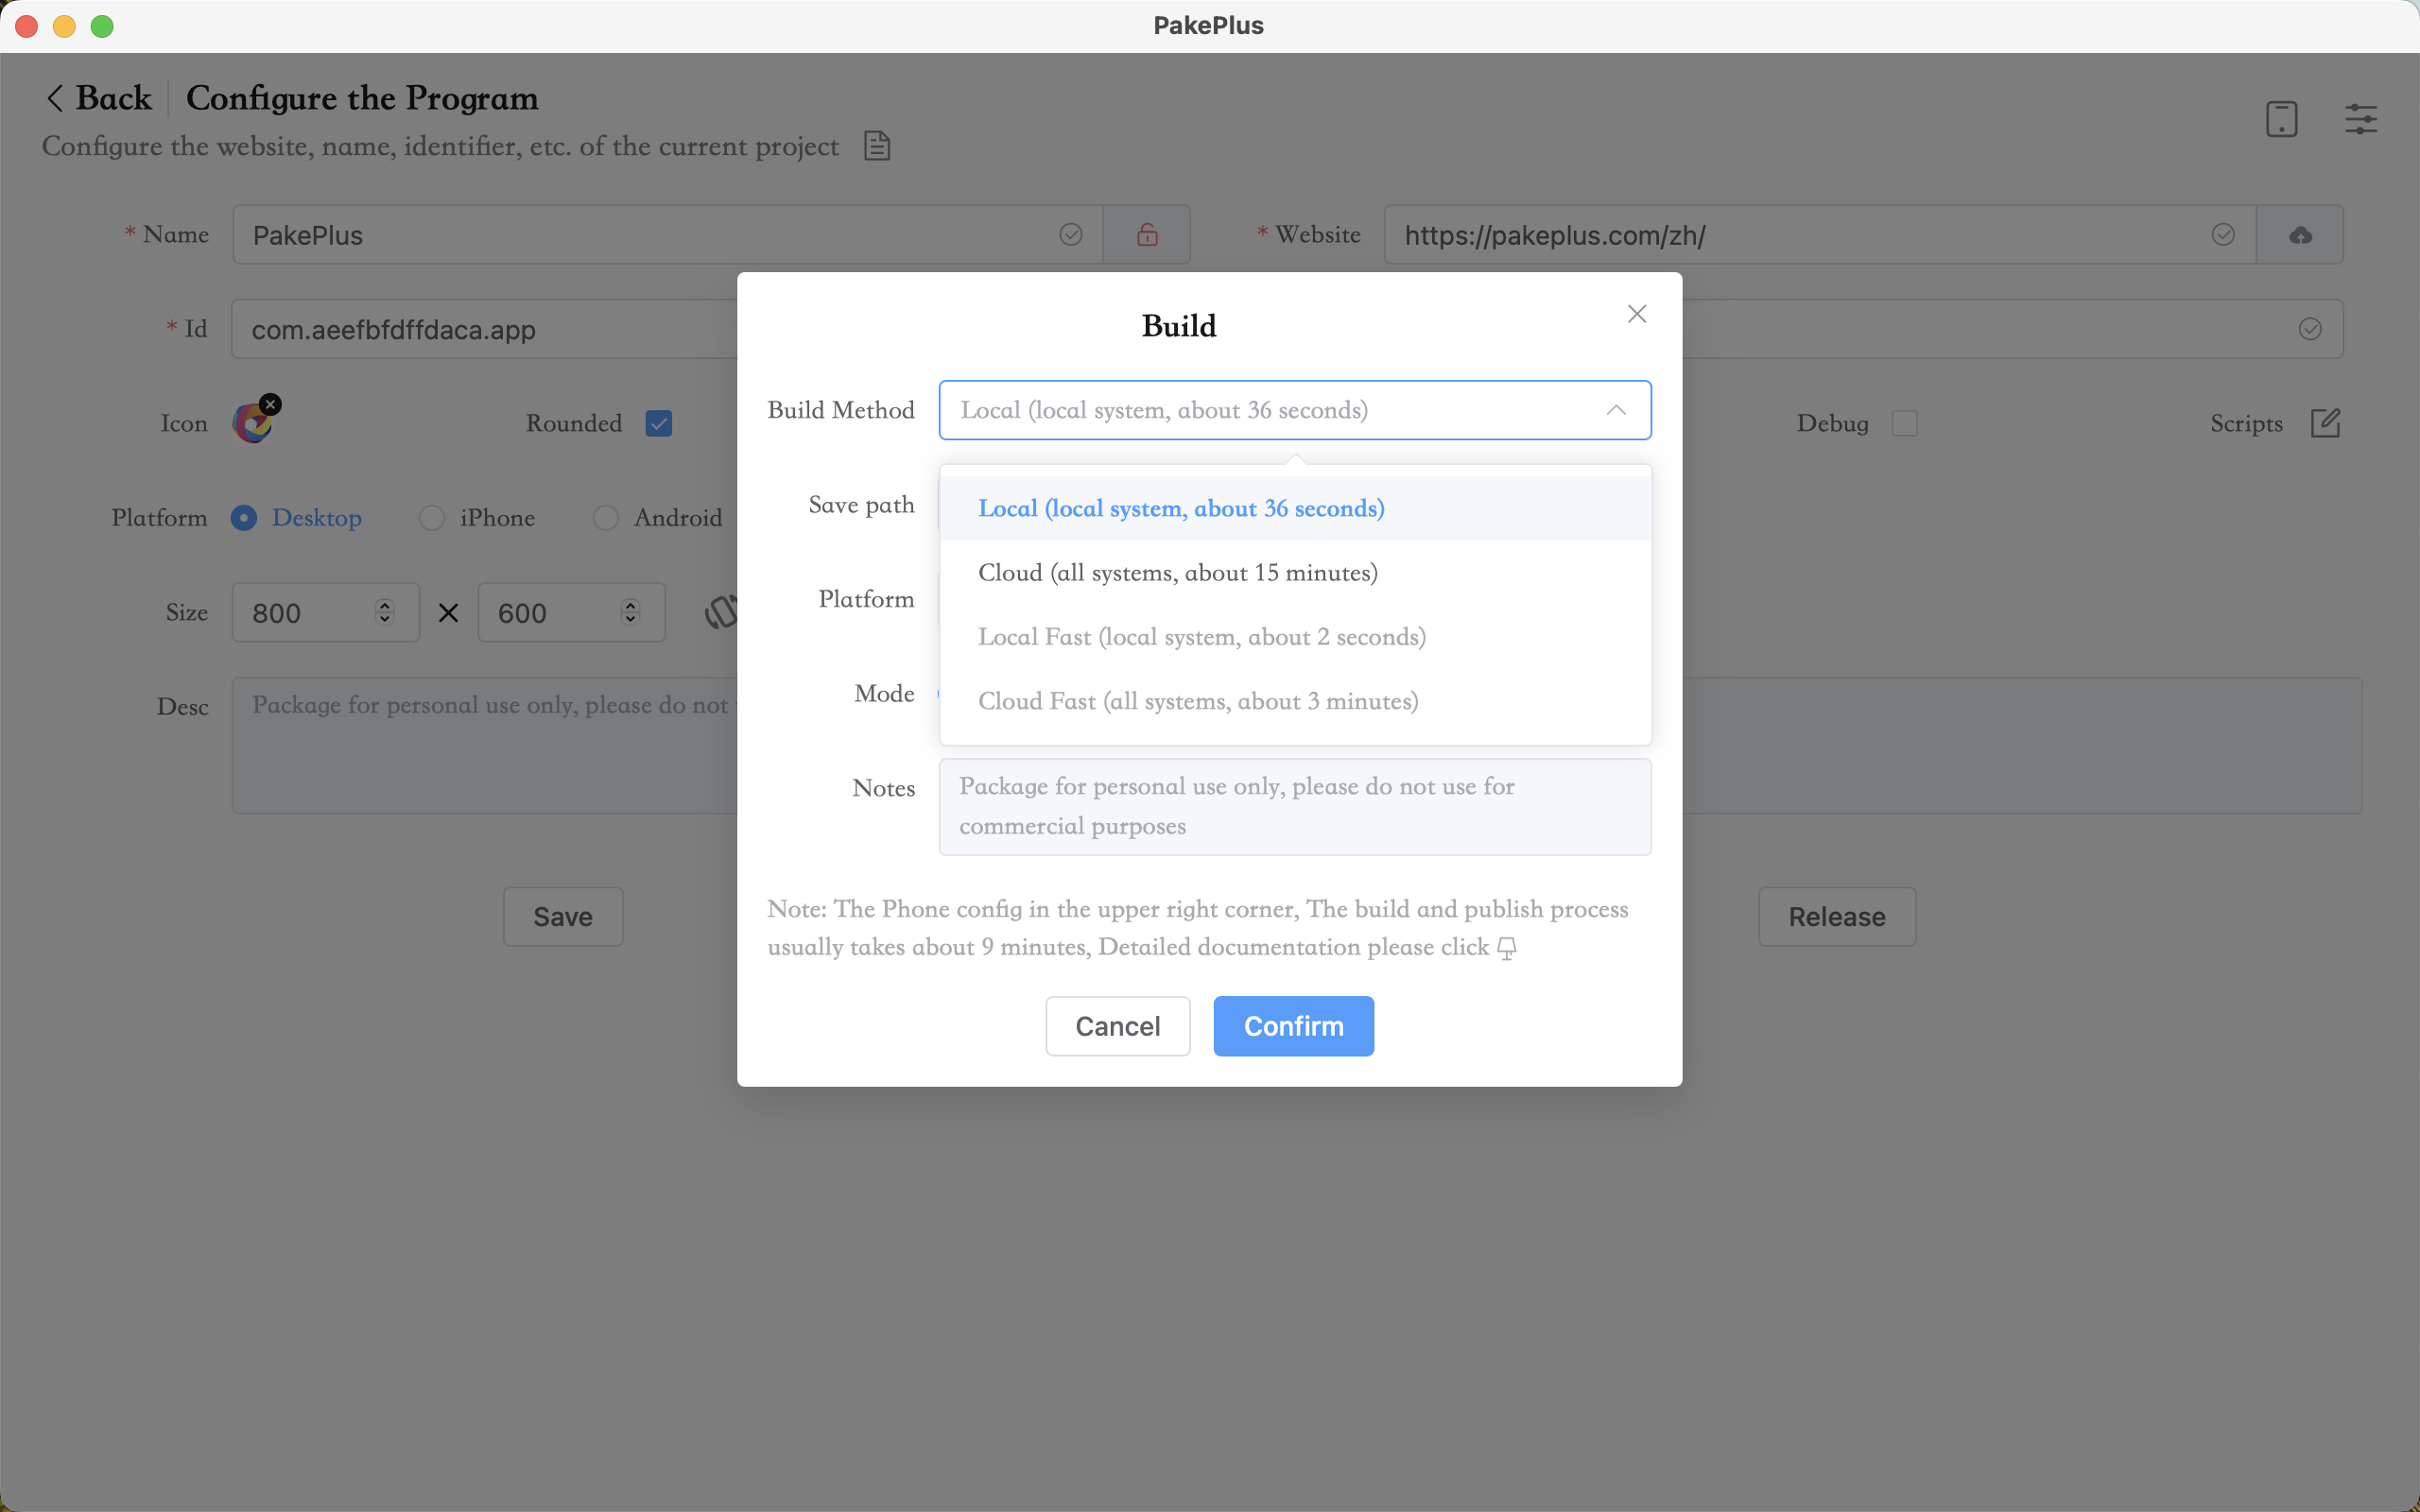 PakePlus
Back
Configure the Program
Configure the website, name, identifier, etc. of the current project
* Name
PakePlus
* Website
https://pakeplus.com/zh/
* Id
com.aeefbfdffdaca.app
Icon
Rounded
Debug
Scripts
Platform
Desktop
iPhone
Android
Size
800
600
Desc
Package for personal use only, please do not
Save
Release
Build
Build Method
Local (local system, about 36 seconds)
Save path
Local (local system, about 36 seconds)
Cloud (all systems, about 15 minutes)
Platform
Local Fast (local system, about 2 seconds)
Mode
Cloud Fast (all systems, about 3 minutes)
Notes
Package for personal use only, please do not use for
commercial purposes
Note: The Phone config in the upper right corner, The build and publish process
usually takes about 9 minutes, Detailed documentation please click
Cancel
Confirm